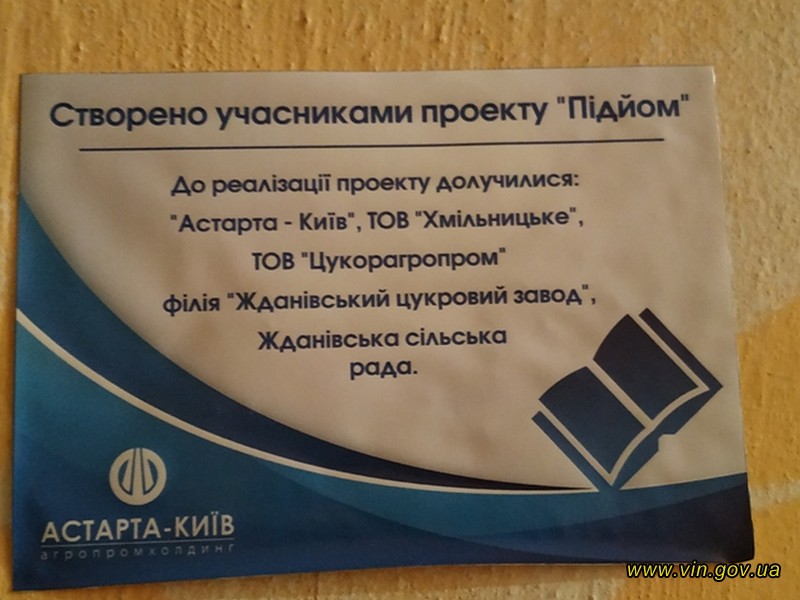 Створено учасниками проекту "Підйом"
До реалізації проекту долучилися:
"Астарта - Київ", ТОВ "Хмільницьке",
ТОВ "Цукорагропром"
філія "Жданівський цукровий завод",
Жданівська сільська
рада.
АСТАРТА-КИЇВ
агропромхолдинг
www.vin.gov.ua